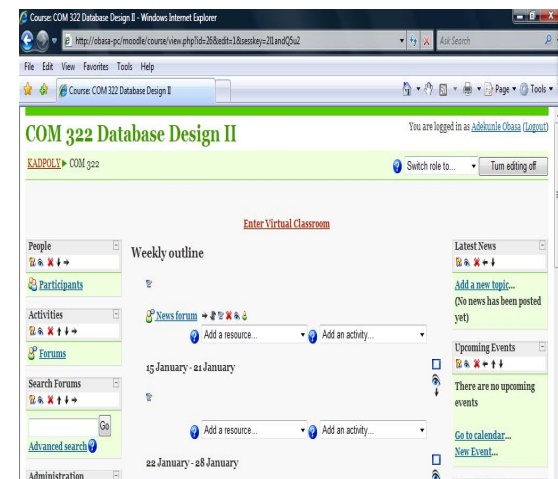 Course: COM 322 Database Design II - Windows Internet Explorer
http://obasa-pc/moodle/course/view.php?id=26&edit=1&sesskey=2I1andQ5u2
Ask Search
File Edit View Favorites Tools Help
Course: COM 322 Database Design II
Page Tools
COM 322 Database Design II
You are logged in as Adekunle Obasa (Logout)
KADPOLY ► COM 322
Switch role to...
Turn editing off
Enter Virtual Classroom
People
Participants
Activities
Forums
Search Forums
Go
Advanced search
Administration
Weekly outline
News forum
Add a resource... Add an activity...
15 January - 21 January
Add a resource... Add an activity...
22 January - 28 January
Latest News
Add a new topic...
(No news has been posted
yet)
Upcoming Events
There are no upcoming
events
Go to calendar...
New Event...